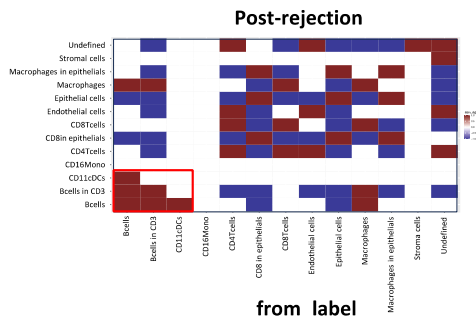 Post-rejection
Undefined
Stromal cells
Macrophages in epithelials
Macrophages
Epithelial cells
Endothelial cells
CD8Tcells
CD8in epithelials
CD4Tcells
CD16Mono
CD11cDCs
Bcells in CD3
Bcells
Bcells
Bcells in CD3
CD11cDCs
CD16Mono
CD4Tcells
CD8 in epithelials
CD8Tcells
Endothelial cells
Epithelial cells
Macrophages
Macrophages in epithelials
Stroma cells
Undefined
from label